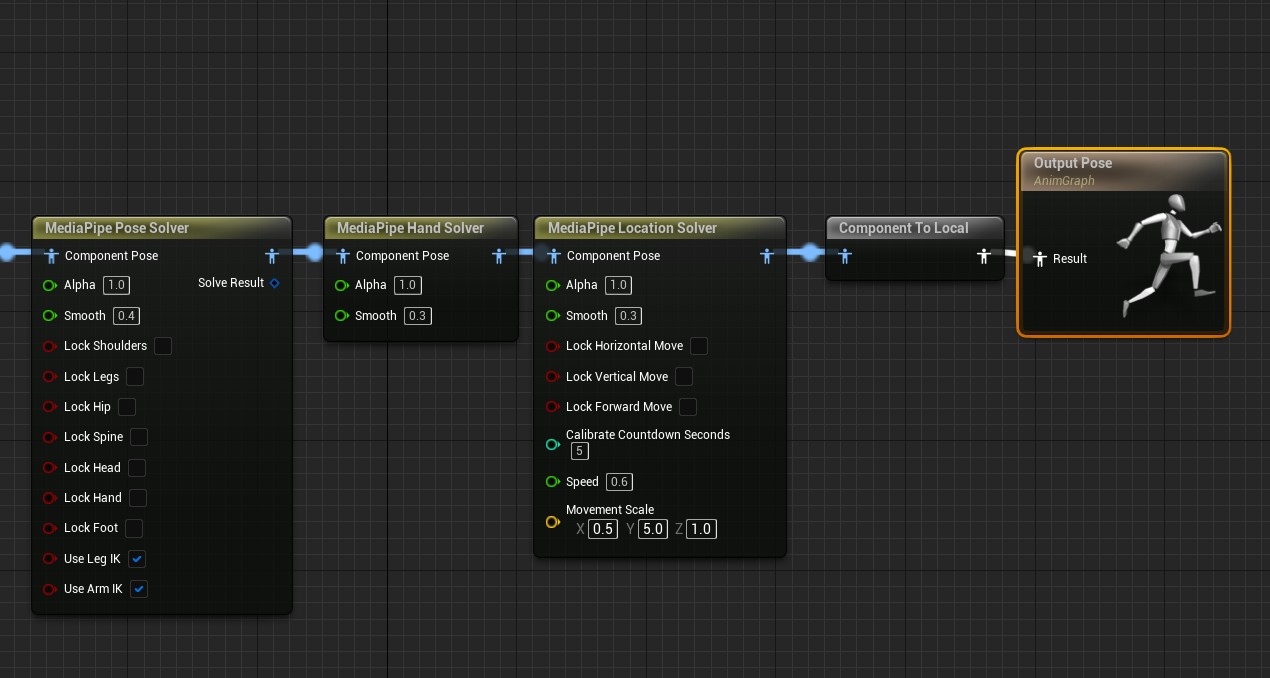 MediaPipe Pose Solver
Component Pose
Alpha 1.0
Solve Result
Smooth 0.4
Lock Shoulders
Lock Legs
Lock Hip
Lock Spine
Lock Head
Lock Hand
Lock Foot
Use Leg IK
Use Arm IK
MediaPipe Hand Solver
Component Pose
Alpha 1.0
Smooth 0.3
MediaPipe Location Solver
Component Pose
Alpha 1.0
Smooth 0.3
Lock Horizontal Move
Lock Vertical Move
Lock Forward Move
Calibrate Countdown Seconds
5
Speed 0.6
Movement Scale
X 0.5 Y 5.0 Z 1.0
Component To Local
Output Pose
AnimGraph
Result